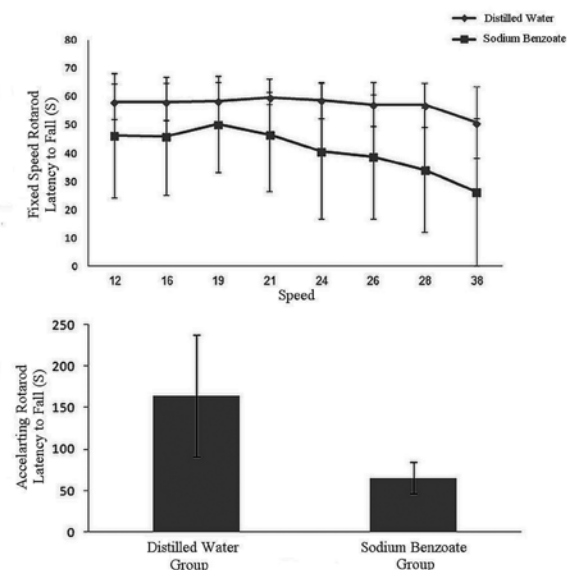 Distilled Water
Sodium Benzoate
Fixed Speed Rotarod
Latency to Fall (S)
80
70
60
50
40
30
20
10
0
12 16 19 21 24 26 28 38
Speed
Accelarting Rotarod
Latency to Fall (S)
250
200
150
100
50
0
Distilled Water
Group
Sodium Benzoate
Group